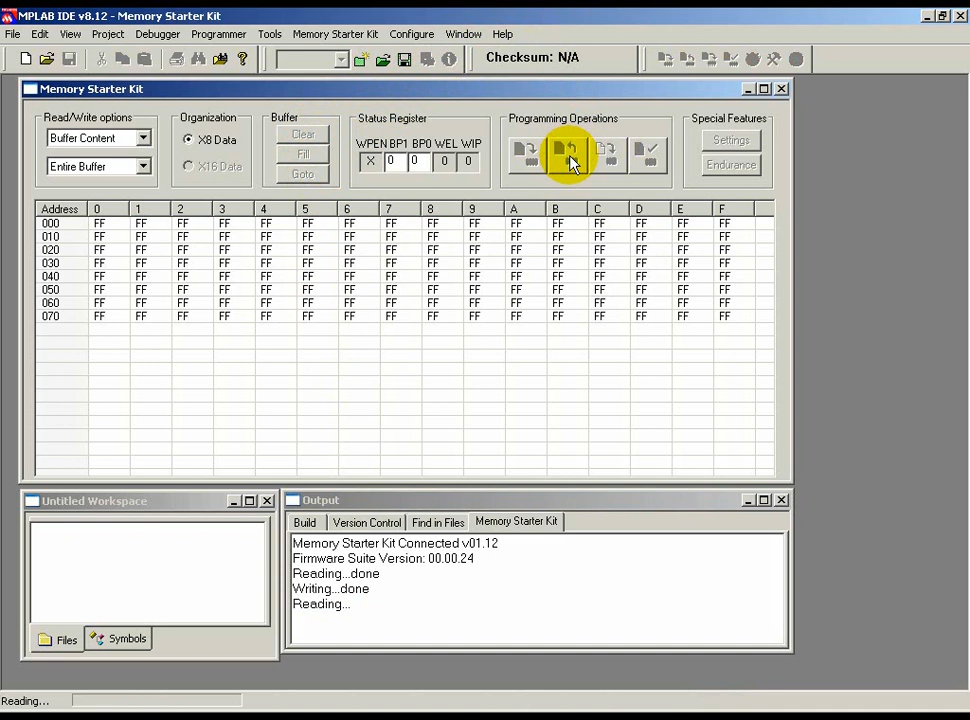 MPLAB IDE v8.12 - Memory Starter Kit
File Edit View Project Debugger Programmer Tools Memory Starter Kit Configure Window Help
Checksum: N/A
Memory Starter Kit
Read/Write options Organization Buffer Status Register Programming Operations Special Features
Buffer Content X8 Data Clear WPEN BP1 BP0 WEL WIP Settings
Entire Buffer X16 Data Fill X 0 0 0 0 Endurance
Goto
Address 0 1 2 3 4 5 6 7 8 9 A B C D E F
000 FF FF FF FF FF FF FF FF FF FF FF FF FF FF FF FF
010 FF FF FF FF FF FF FF FF FF FF FF FF FF FF FF FF
020 FF FF FF FF FF FF FF FF FF FF FF FF FF FF FF FF
030 FF FF FF FF FF FF FF FF FF FF FF FF FF FF FF FF
040 FF FF FF FF FF FF FF FF FF FF FF FF FF FF FF FF
050 FF FF FF FF FF FF FF FF FF FF FF FF FF FF FF FF
060 FF FF FF FF FF FF FF FF FF FF FF FF FF FF FF FF
070 FF FF FF FF FF FF FF FF FF FF FF FF FF FF FF FF
Untitled Workspace
Files Symbols
Output
Build Version Control Find in Files Memory Starter Kit
Memory Starter Kit Connected v01.12
Firmware Suite Version: 00.00.24
Reading...done
Writing...done
Reading...
Reading...